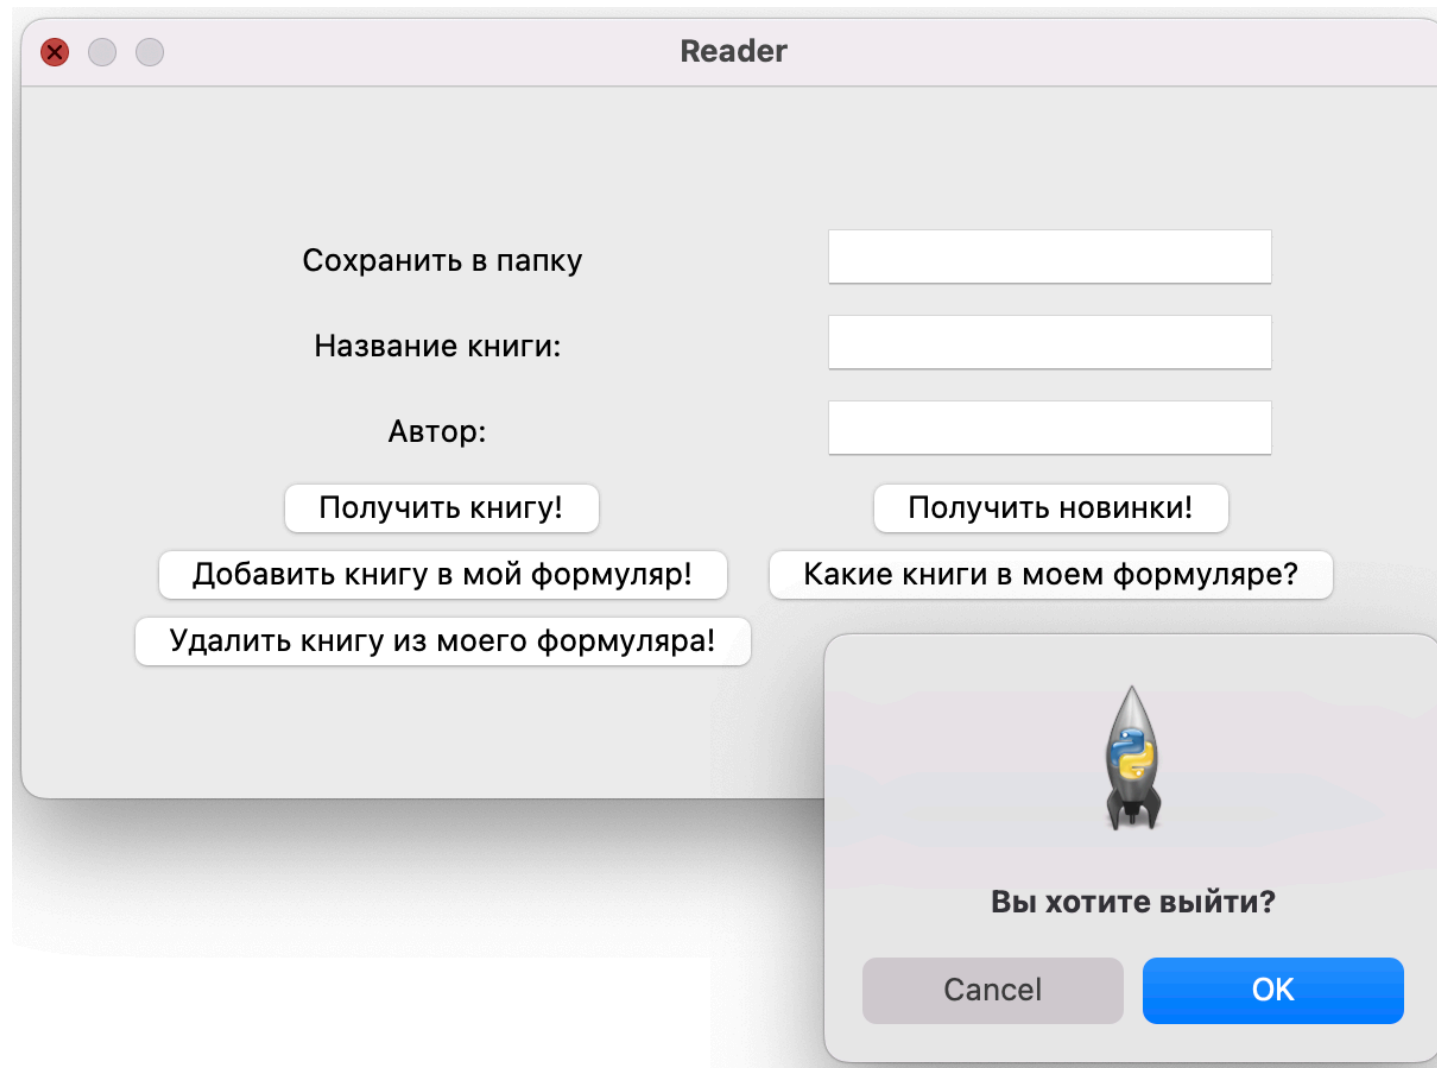 Reader
Сохранить в папку
Название книги:
Автор:
Получить книгу! Получить новинки!
Добавить книгу в мой формуляр! Какие книги в моем формуляре?
Удалить книгу из моего формуляра!
Вы хотите выйти?
Cancel OK